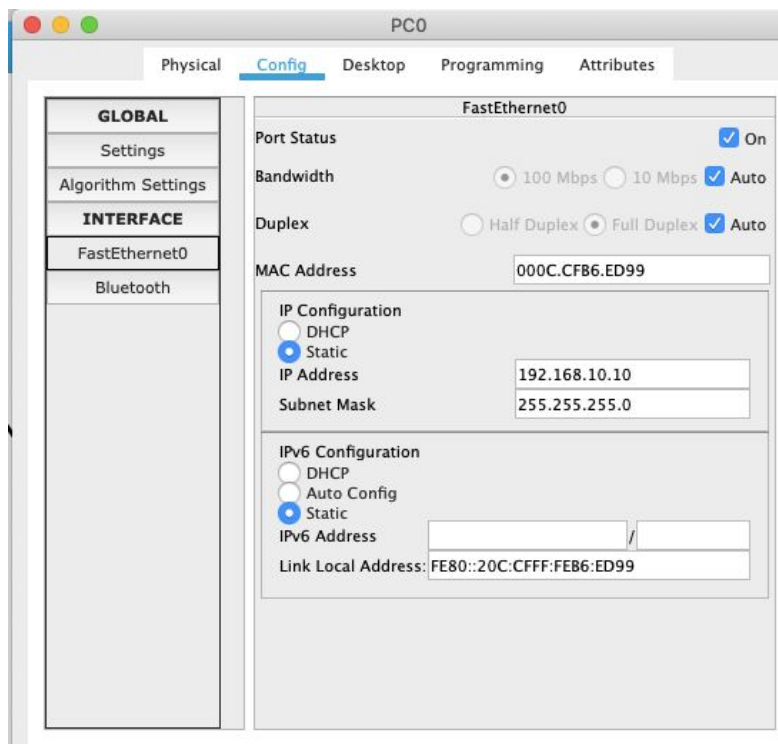 PC0
Physical Config Desktop Programming Attributes
GLOBAL
Settings
Algorithm Settings
INTERFACE
FastEthernet0
Bluetooth
FastEthernet0
Port Status On
Bandwidth 100 Mbps 10 Mbps Auto
Duplex Half Duplex Full Duplex Auto
MAC Address 000C.CFB6.ED99
IP Configuration
DHCP
Static
IP Address 192.168.10.10
Subnet Mask 255.255.255.0
IPv6 Configuration
DHCP
Auto Config
Static
IPv6 Address /
Link Local Address: FE80::20C:CFFF:FEB6:ED99